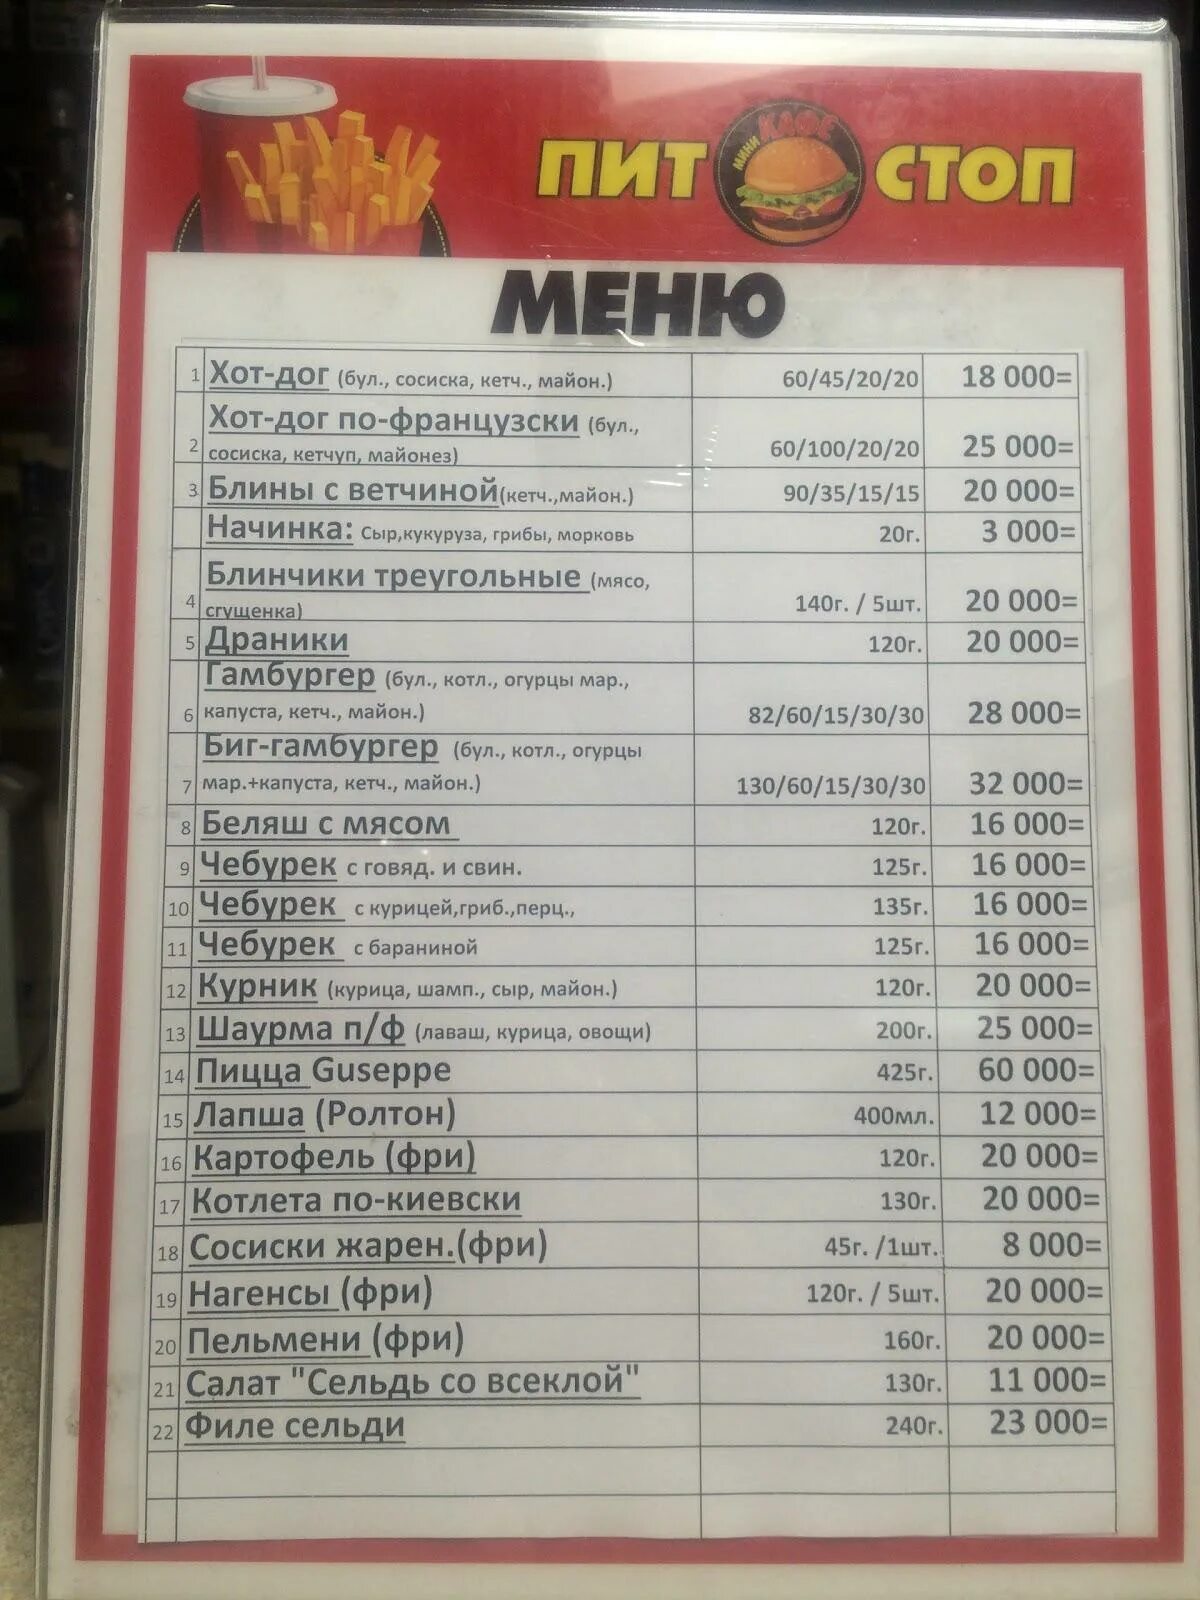 ПИТ МИНИ КАФЕ СТОП
МЕНЮ
1 Хот-дог (бул., сосиска, кетч., майон.) 60/45/20/20 18 000=
Хот-дог по-французски (бул.,
2 сосиска, кетчуп, майонез) 60/100/20/20 25 000=
3 Блины с ветчиной(кетч.,майон.) 90/35/15/15 20 000=
Начинка: Сыр,кукуруза, грибы, морковь 20г. 3 000=
Блинчики треугольные (мясо,
4 сгущенка) 140г. / 5шт. 20 000=
5 Драники 120г. 20 000=
Гамбургер (бул., котл., огурцы мар.,
6 капуста, кетч., майон.) 82/60/15/30/30 28 000=
Биг-гамбургер (бул., котл., огурцы
7 мар.+капуста, кетч., майон.) 130/60/15/30/30 32 000=
8 Беляш с мясом 120г. 16 000=
9 Чебурек с говяд. и свин. 125г. 16 000=
10 Чебурек с курицей,гриб.,перц., 135г. 16 000=
11 Чебурек с бараниной 125г. 16 000=
12 Курник (курица, шамп., сыр, майон.) 120г. 20 000=
13 Шаурма п/ф (лаваш, курица, овощи) 200г. 25 000=
14 Пицца Guseppe 425г. 60 000=
15 Лапша (Ролтон) 400мл. 12 000=
16 Картофель (фри) 120г. 20 000=
17 Котлета по-киевски 130г. 20 000=
18 Сосиски жарен.(фри) 45г. /1шт. 8 000=
19 Нагенсы (фри) 120г. / 5шт. 20 000=
20 Пельмени (фри) 160г. 20 000=
21 Салат "Сельдь со всеклой" 130г. 11 000=
22 Филе сельди 240г. 23 000=